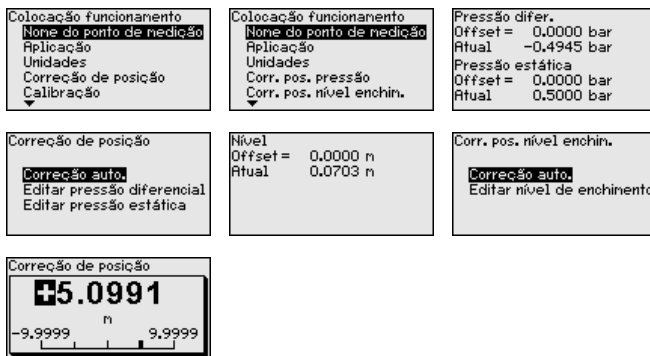 Colocação funcionamento
Nome do ponto de medição
Aplicação
Unidades
Correção de posição
Calibração
Colocação funcionamento
Nome do ponto de medição
Aplicação
Unidades
Corr. pos. pressão
Corr. pos. nível enchim.
Pressão difer.
Offset = 0.0000 bar
Atual -0.4945 bar
Pressão estática
Offset = 0.0000 bar
Atual 0.5000 bar
Correção de posição
Correção auto.
Editar pressão diferencial
Editar pressão estática
Nível
Offset = 0.0000 m
Atual 0.0703 m
Corr. pos. nível enchim.
Correção auto.
Editar nível de enchimento
Correção de posição
+5.0991
m
-9.9999 9.9999